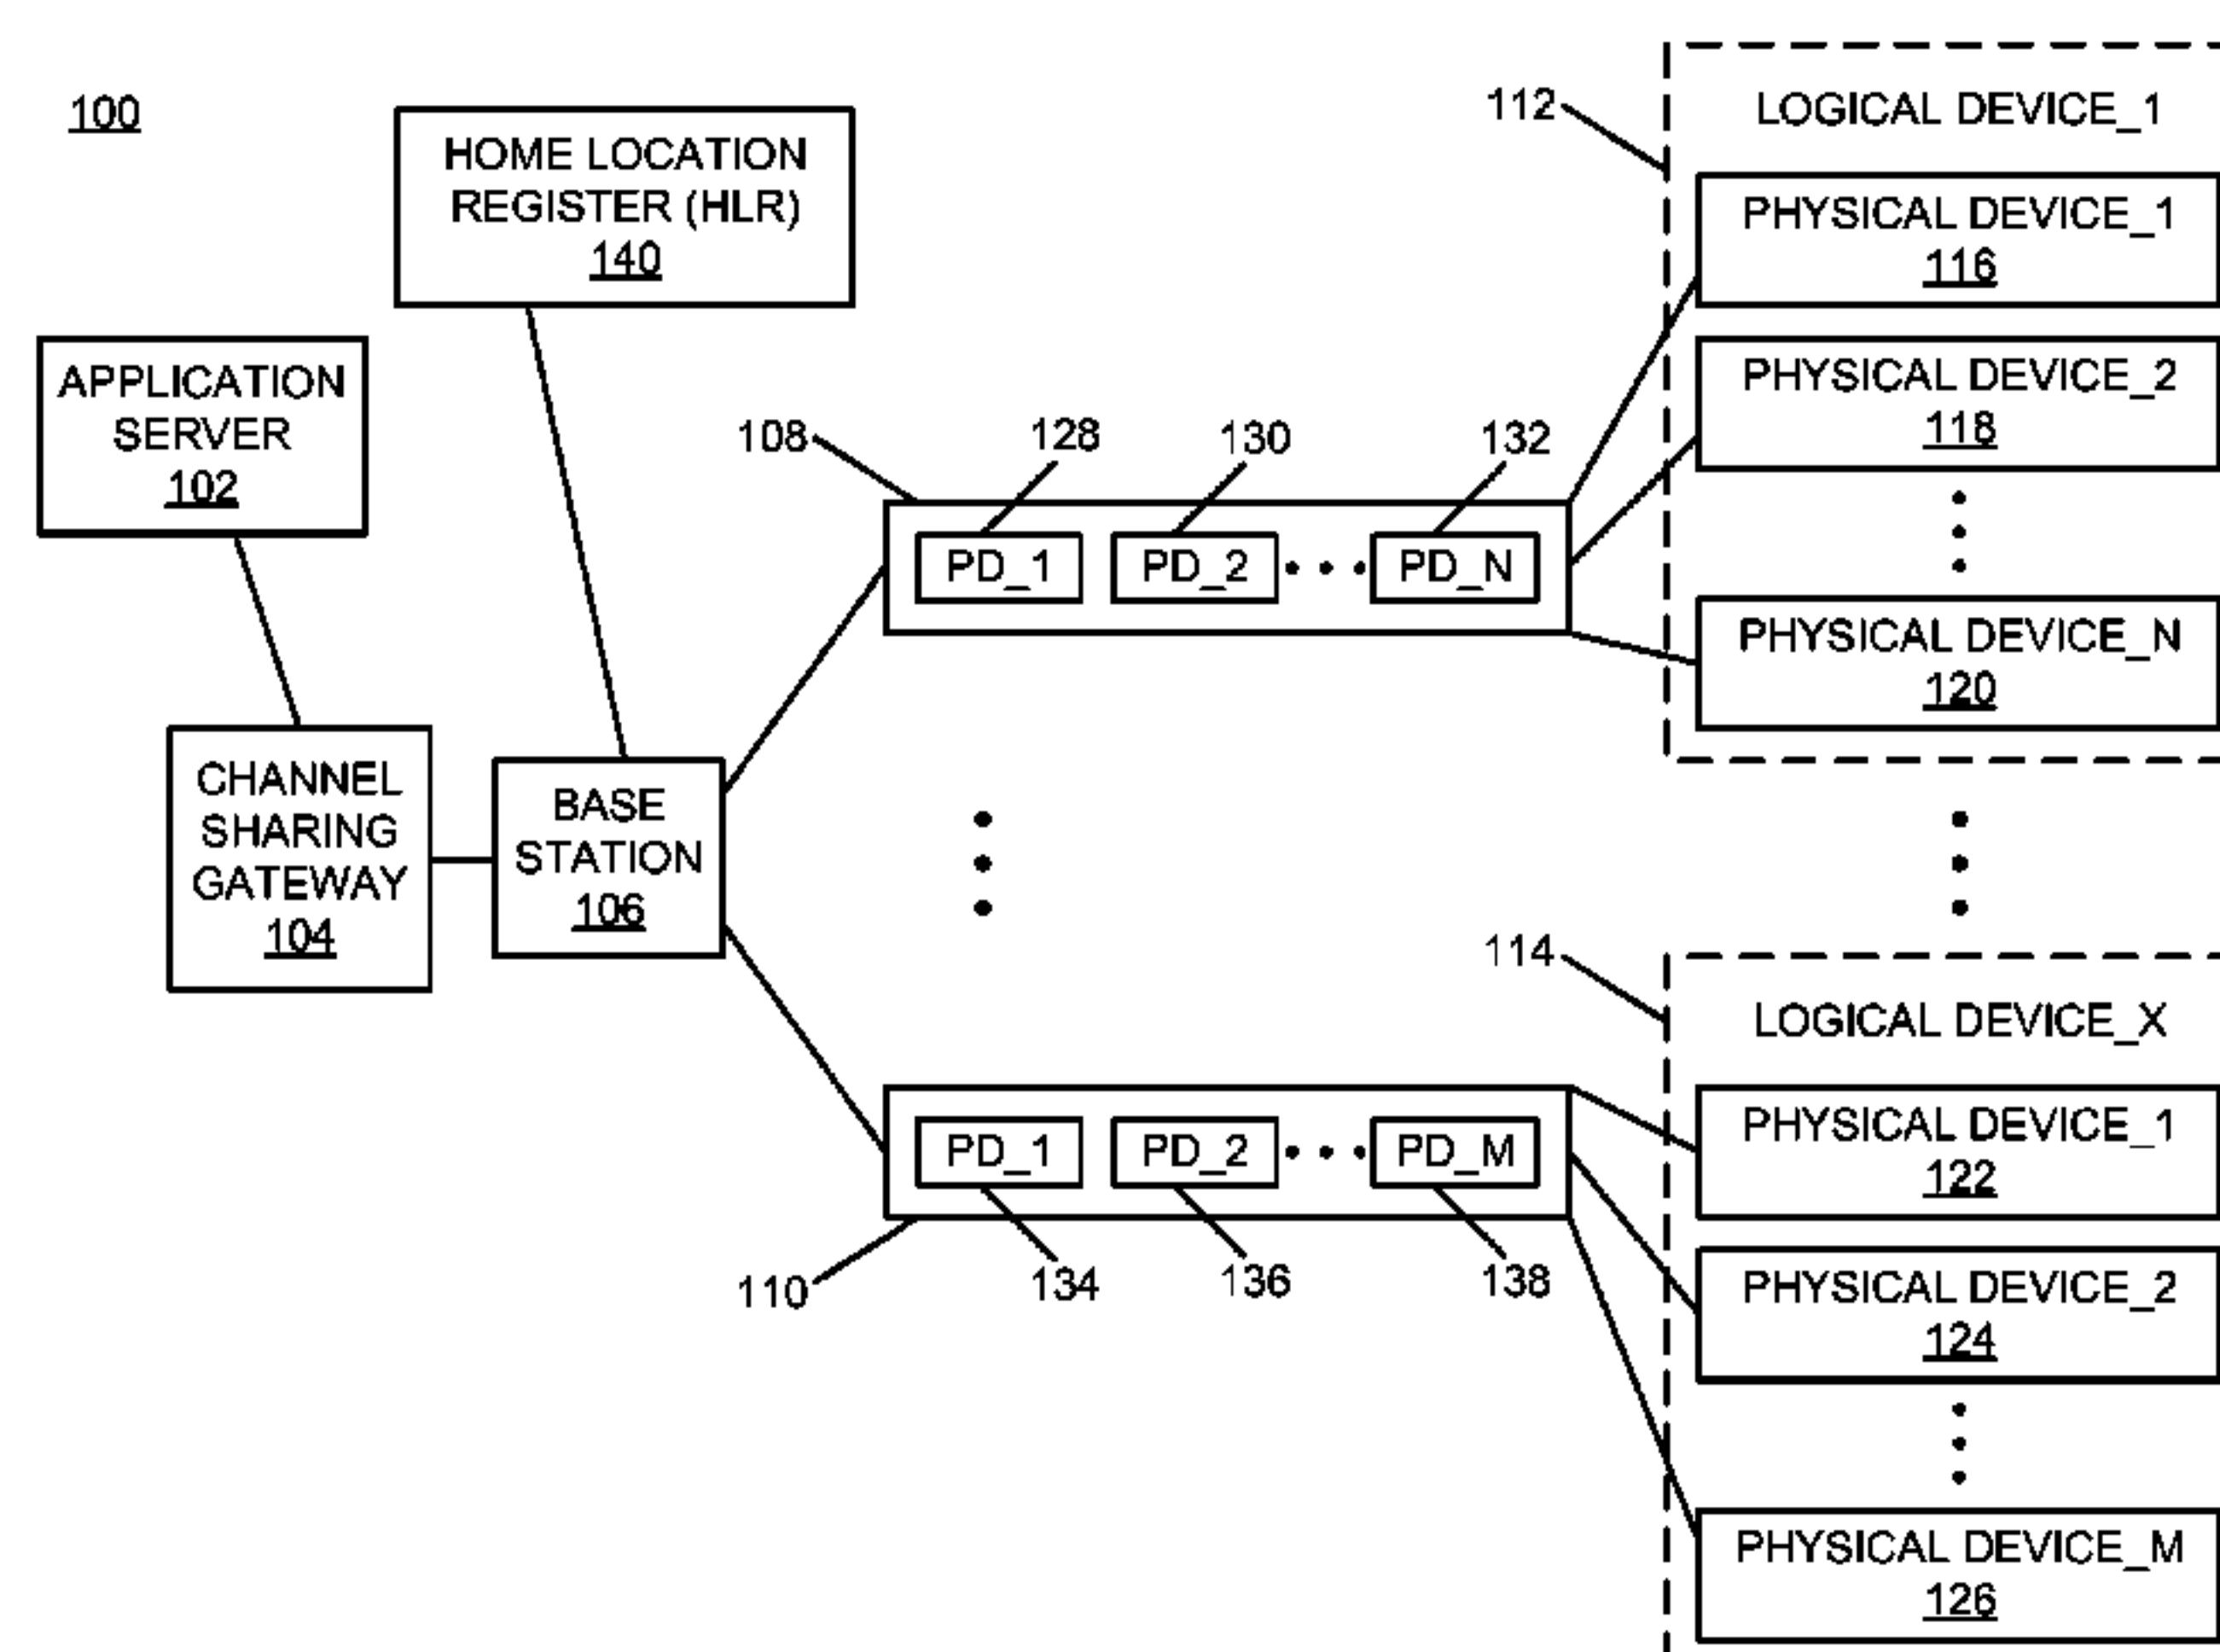 100
HOME LOCATION
REGISTER (HLR)
140
APPLICATION
SERVER
102
CHANNEL
SHARING
GATEWAY
104
BASE
STATION
106
108
128
130
132
PD_1
PD_2
PD_N
112
LOGICAL DEVICE_1
PHYSICAL DEVICE_1
116
PHYSICAL DEVICE_2
118
PHYSICAL DEVICE_N
120
PD_1
PD_2
PD_M
110
134
136
138
114
LOGICAL DEVICE_X
PHYSICAL DEVICE_1
122
PHYSICAL DEVICE_2
124
PHYSICAL DEVICE_M
126